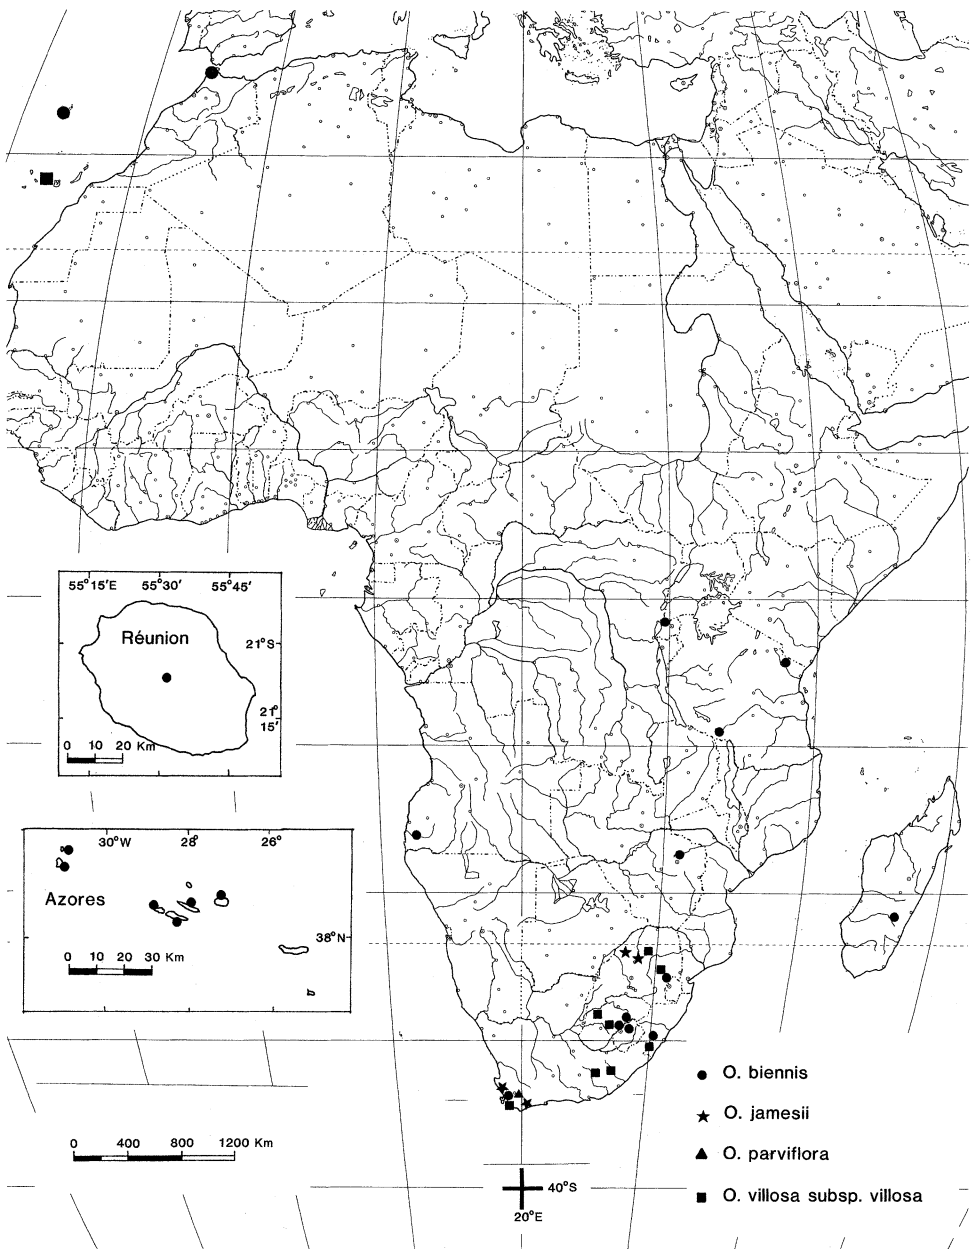 55°15′E 55°30′ 55°45′
Réunion
21°S
21°
15′
0 10 20 Km
30°W 28° 26°
Azores
38°N
0 10 20 30 Km
O. biennis
O. jamesii
O. parviflora
O. villosa subsp. villosa
0 400 800 1200 Km
40°S
20°E